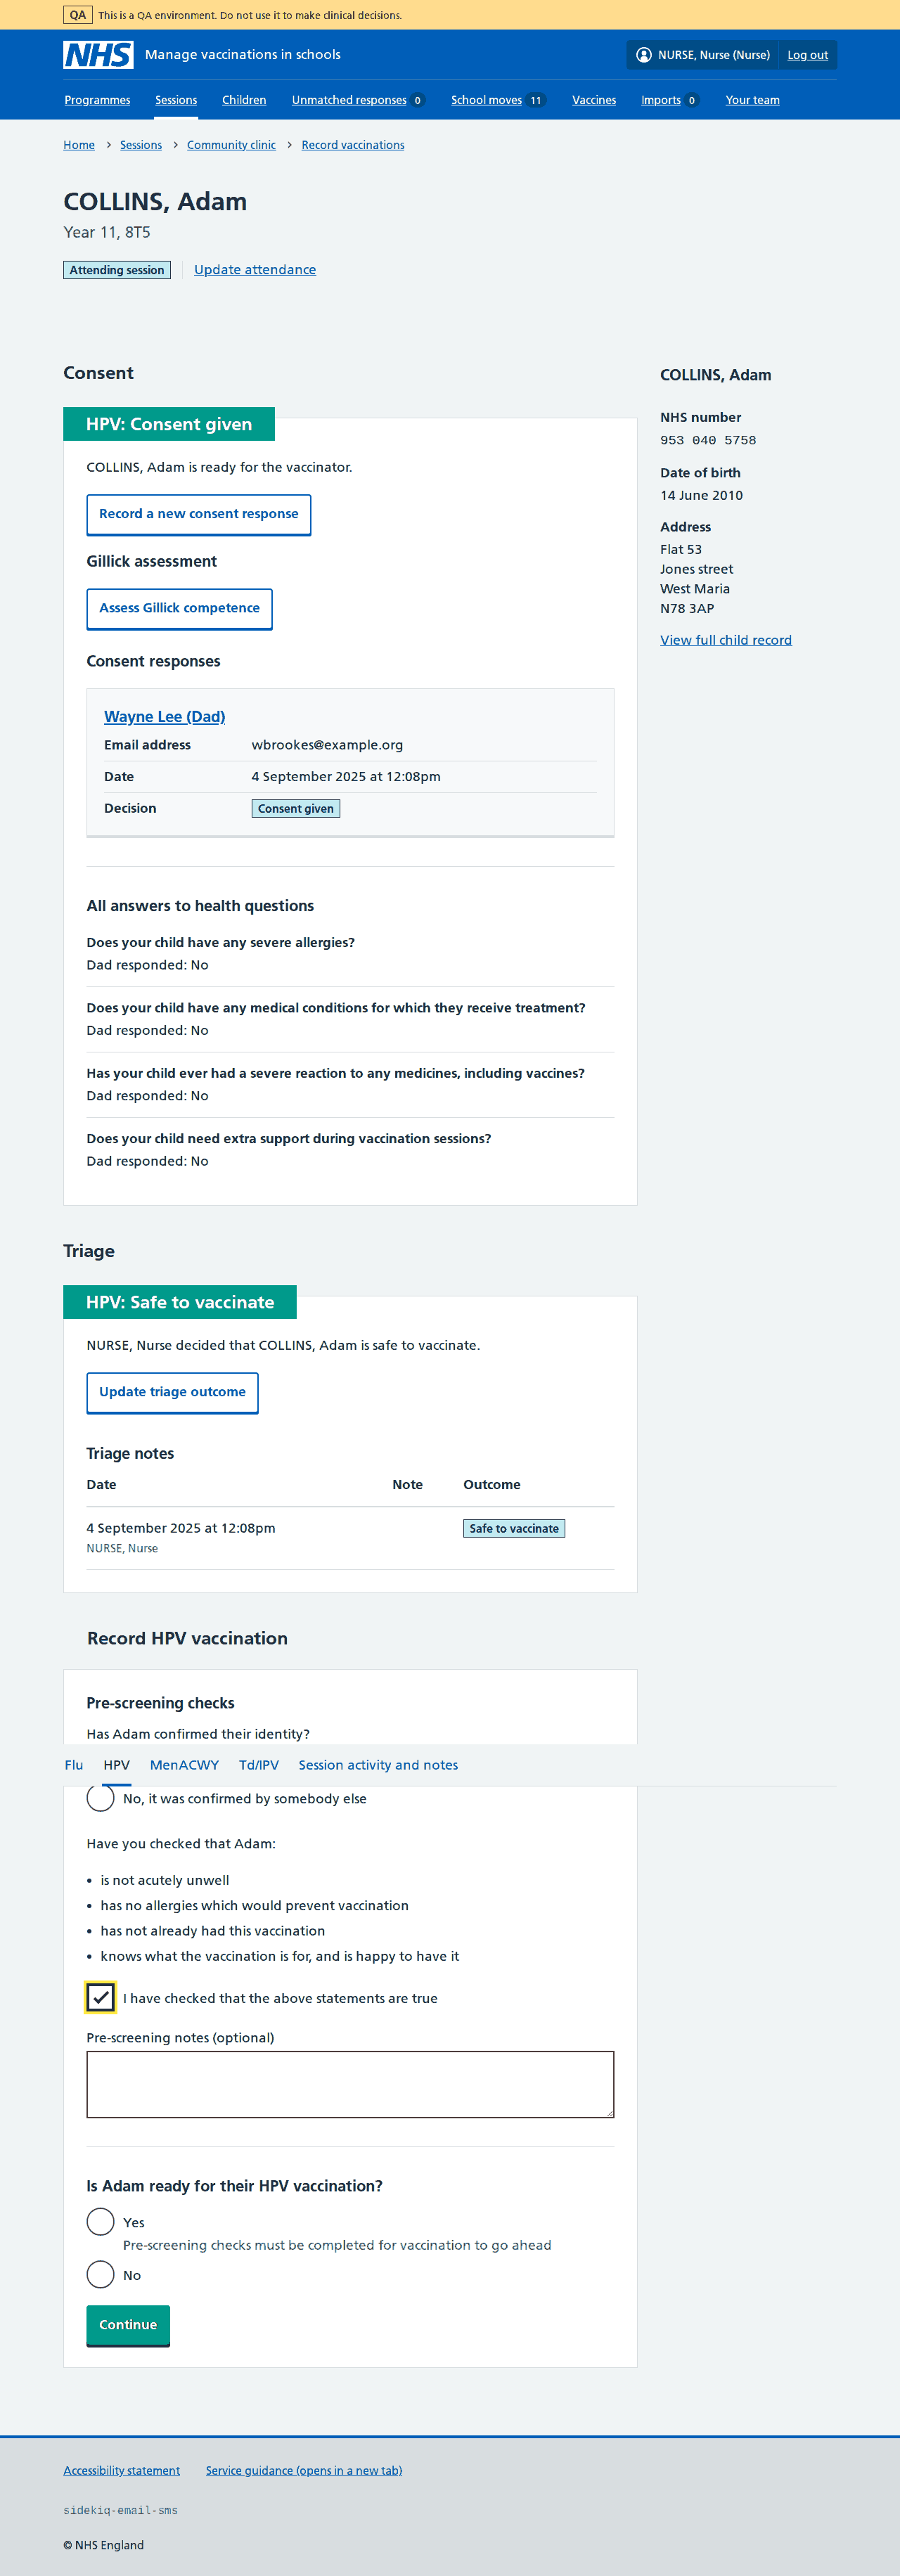 QA This is a QA environment. Do not use it to make clinical decisions.
NHS Manage vaccinations in schools NURSE, Nurse (Nurse) Log out
Programmes Sessions Children Unmatched responses 0 School moves 11 Vaccines Imports 0 Your team
Home > Sessions > Community clinic > Record vaccinations
COLLINS, Adam
Year 11, 8T5
Attending session Update attendance
Consent
HPV: Consent given
COLLINS, Adam is ready for the vaccinator.
Record a new consent response
Gillick assessment
Assess Gillick competence
Consent responses
Wayne Lee (Dad)
Email address wbrookes@example.org
Date 4 September 2025 at 12:08pm
Decision Consent given
All answers to health questions
Does your child have any severe allergies?
Dad responded: No
Does your child have any medical conditions for which they receive treatment?
Dad responded: No
Has your child ever had a severe reaction to any medicines, including vaccines?
Dad responded: No
Does your child need extra support during vaccination sessions?
Dad responded: No
COLLINS, Adam
NHS number
953 040 5758
Date of birth
14 June 2010
Address
Flat 53
Jones street
West Maria
N78 3AP
View full child record
Triage
HPV: Safe to vaccinate
NURSE, Nurse decided that COLLINS, Adam is safe to vaccinate.
Update triage outcome
Triage notes
Date Note Outcome
4 September 2025 at 12:08pm Safe to vaccinate
NURSE, Nurse
Record HPV vaccination
Pre-screening checks
Has Adam confirmed their identity?
Flu HPV MenACWY Td/IPV Session activity and notes
No, it was confirmed by somebody else
Have you checked that Adam:
• is not acutely unwell
• has no allergies which would prevent vaccination
• has not already had this vaccination
• knows what the vaccination is for, and is happy to have it
I have checked that the above statements are true
Pre-screening notes (optional)
Is Adam ready for their HPV vaccination?
Yes
Pre-screening checks must be completed for vaccination to go ahead
No
Continue
Accessibility statement Service guidance (opens in a new tab)
sidekiq-email-sms
© NHS England